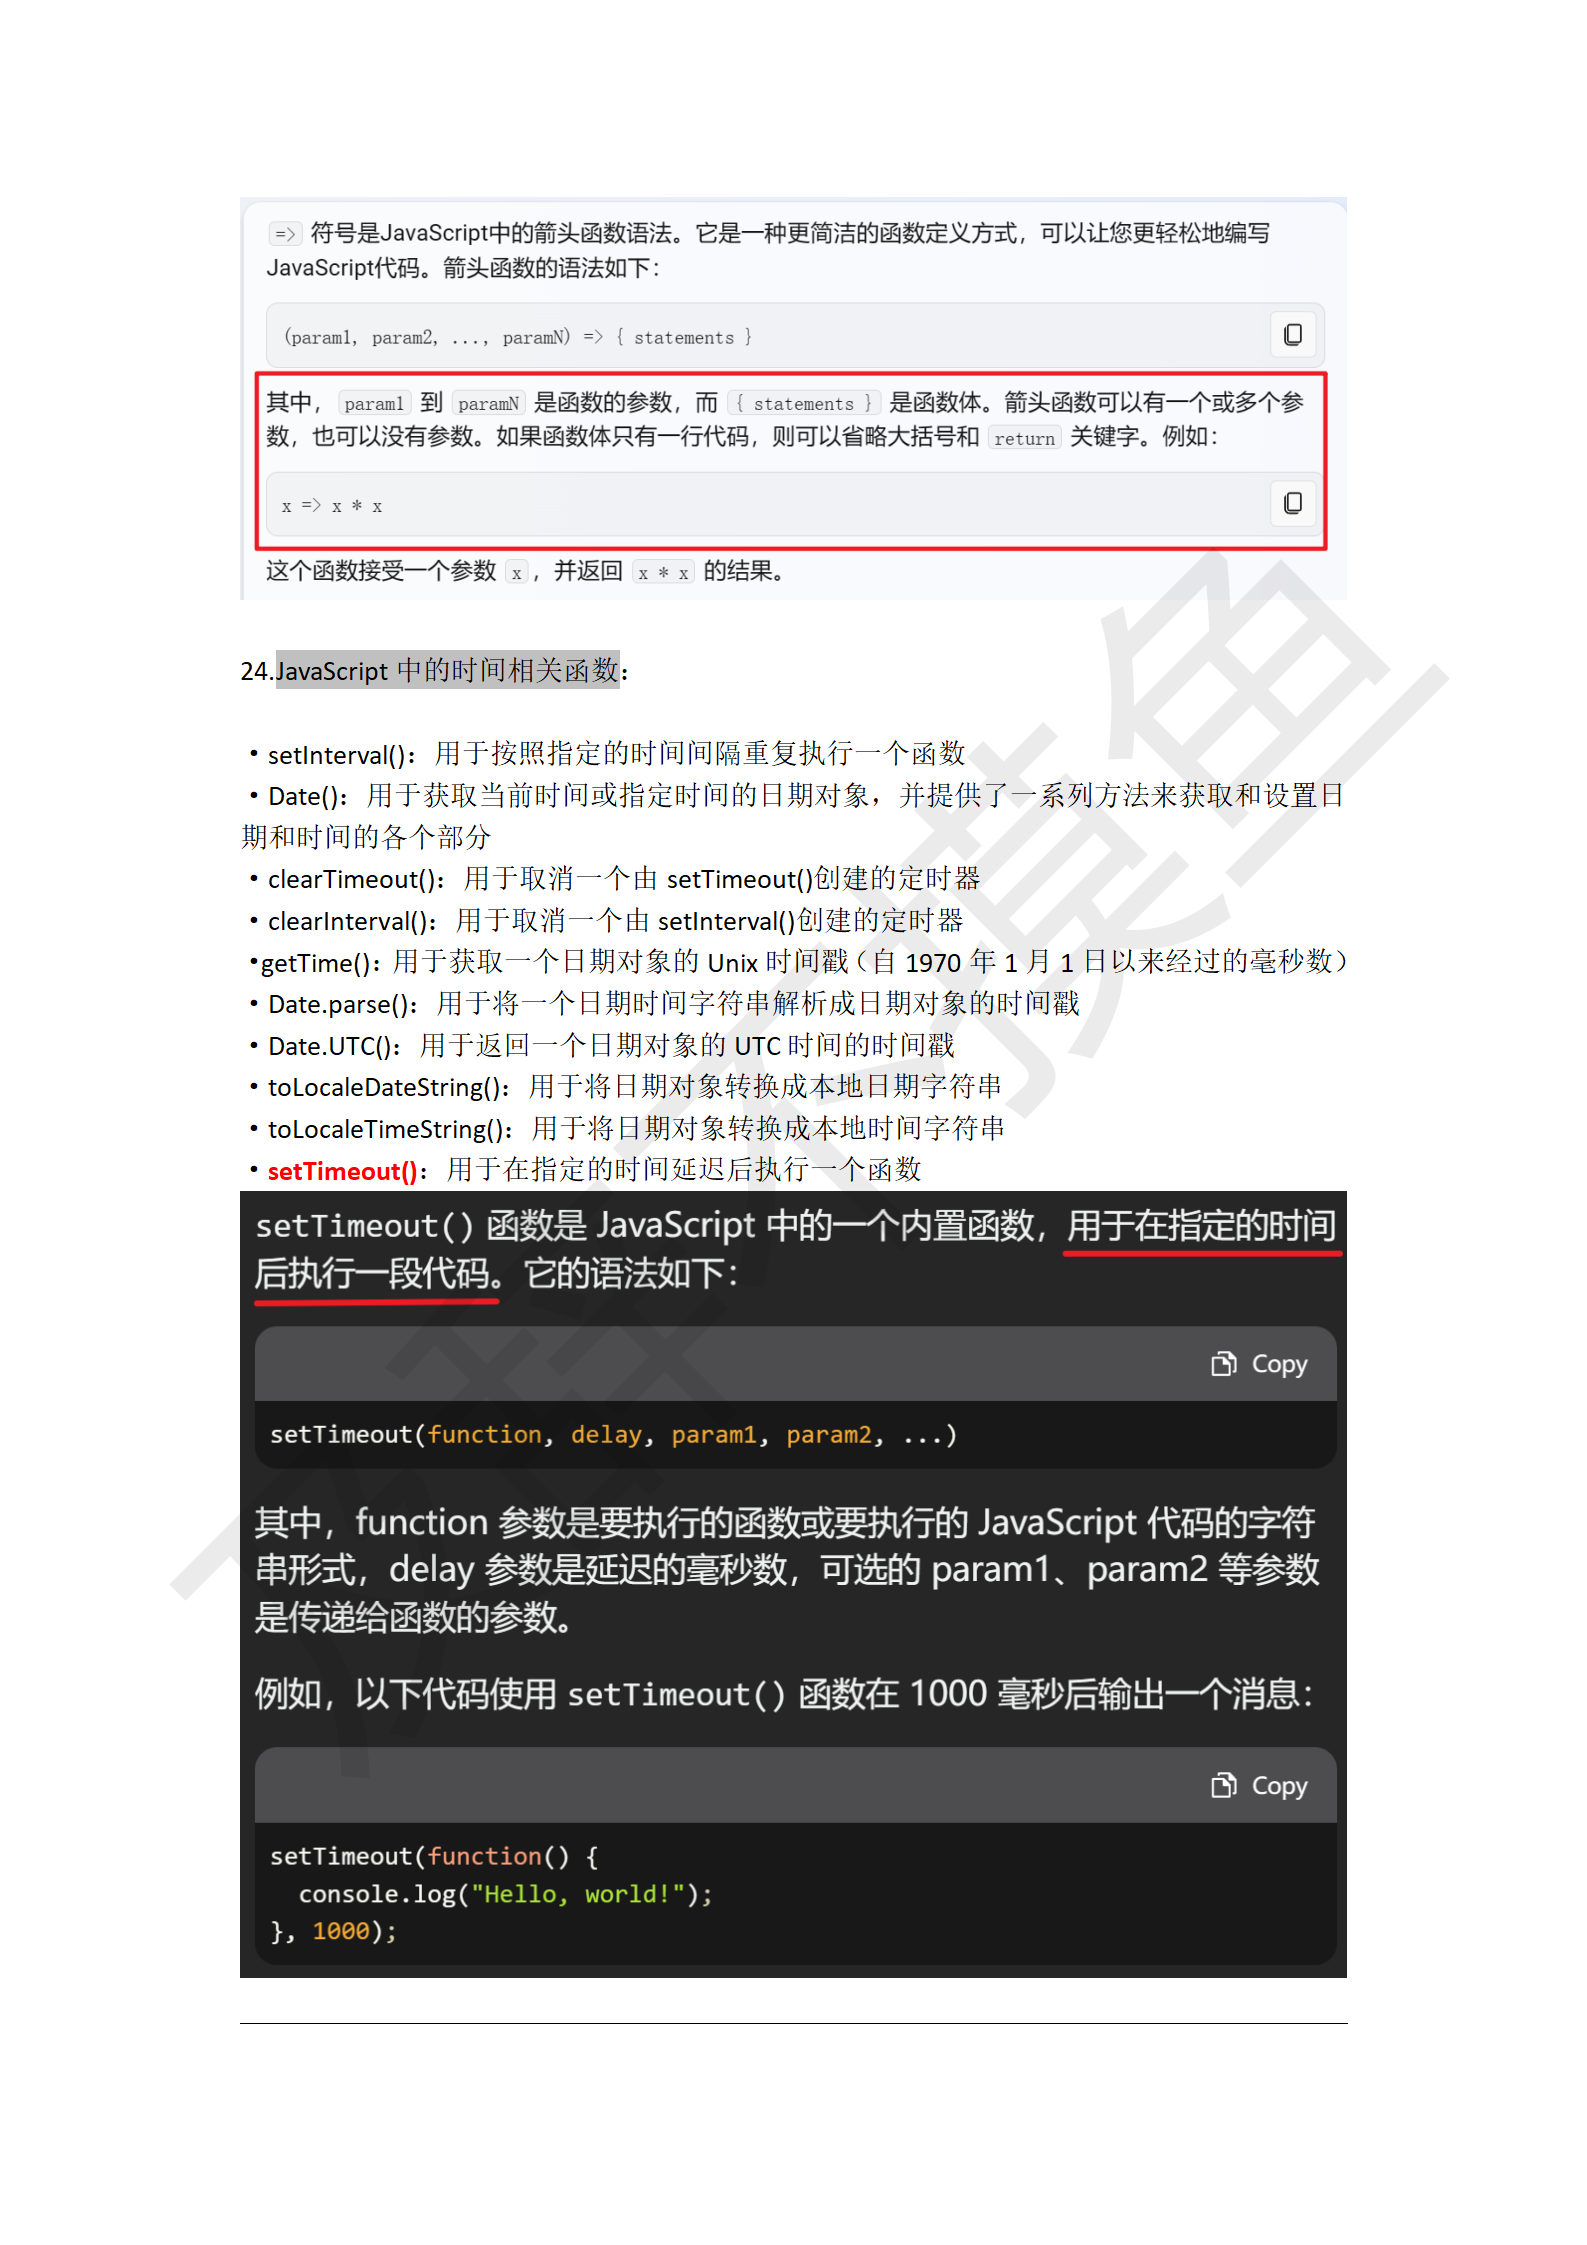 => 符号是JavaScript中的箭头函数语法。它是一种更简洁的函数定义方式，可以让您更轻松地编写
JavaScript代码。箭头函数的语法如下：
(param1, param2, ..., paramN) => { statements }
其中， param1 到 paramN 是函数的参数，而 { statements } 是函数体。箭头函数可以有一个或多个参
数，也可以没有参数。如果函数体只有一行代码，则可以省略大括号和 return 关键字。例如：
x => x * x
这个函数接受一个参数 x ，并返回 x * x 的结果。
24.JavaScript 中的时间相关函数：
• setInterval()：用于按照指定的时间间隔重复执行一个函数
• Date()：用于获取当前时间或指定时间的日期对象，并提供了一系列方法来获取和设置日
期和时间的各个部分
• clearTimeout()：用于取消一个由 setTimeout()创建的定时器
• clearInterval()：用于取消一个由 setInterval()创建的定时器
•getTime()：用于获取一个日期对象的 Unix 时间戳（自 1970 年 1 月 1 日以来经过的毫秒数）
• Date.parse()：用于将一个日期时间字符串解析成日期对象的时间戳
• Date.UTC()：用于返回一个日期对象的 UTC 时间的时间戳
• toLocaleDateString()：用于将日期对象转换成本地日期字符串
• toLocaleTimeString()：用于将日期对象转换成本地时间字符串
• setTimeout()：用于在指定的时间延迟后执行一个函数
setTimeout() 函数是 JavaScript 中的一个内置函数，用于在指定的时间
后执行一段代码。它的语法如下：
Copy
setTimeout(function, delay, param1, param2, ...)
其中，function 参数是要执行的函数或要执行的 JavaScript 代码的字符
串形式，delay 参数是延迟的毫秒数，可选的 param1、param2 等参数
是传递给函数的参数。
例如，以下代码使用 setTimeout() 函数在 1000 毫秒后输出一个消息：
Copy
setTimeout(function() {
  console.log("Hello, world!");
}, 1000);